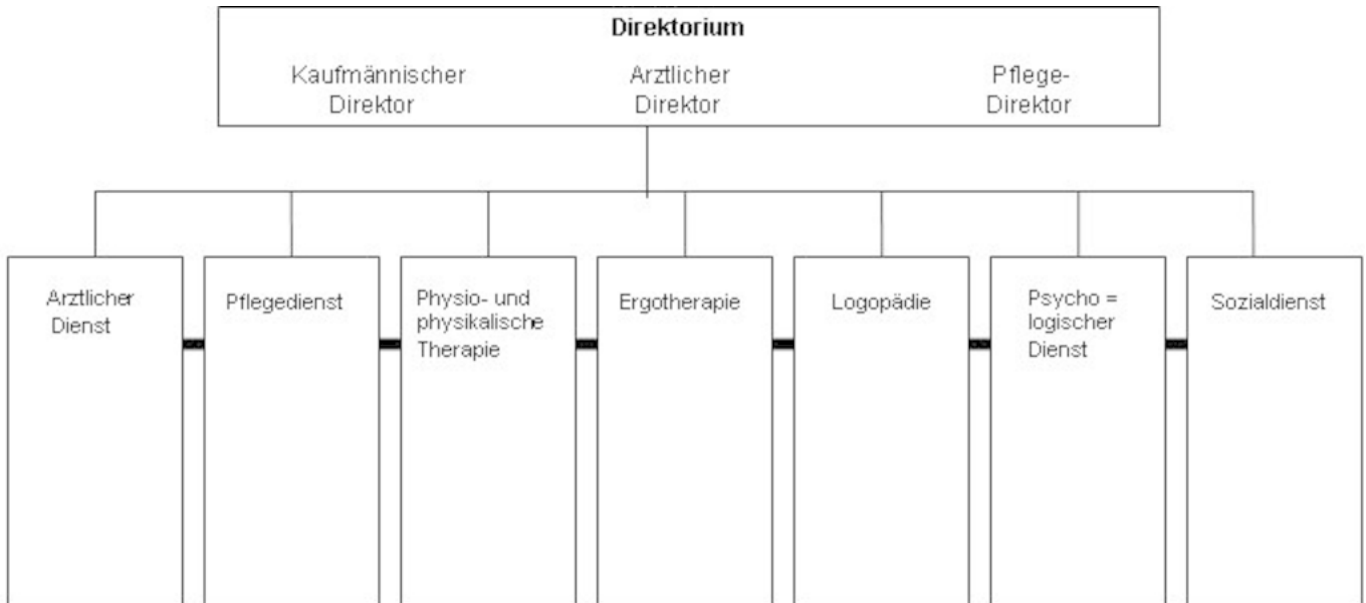 Direktorium
Kaufmännischer
Direktor
Arztlicher
Direktor
Pflege-
Direktor
Arztlicher
Dienst
Pflegedienst
Physio- und
physikalische
Therapie
Ergotherapie
Logopädie
Psycho =
logischer
Dienst
Sozialdienst